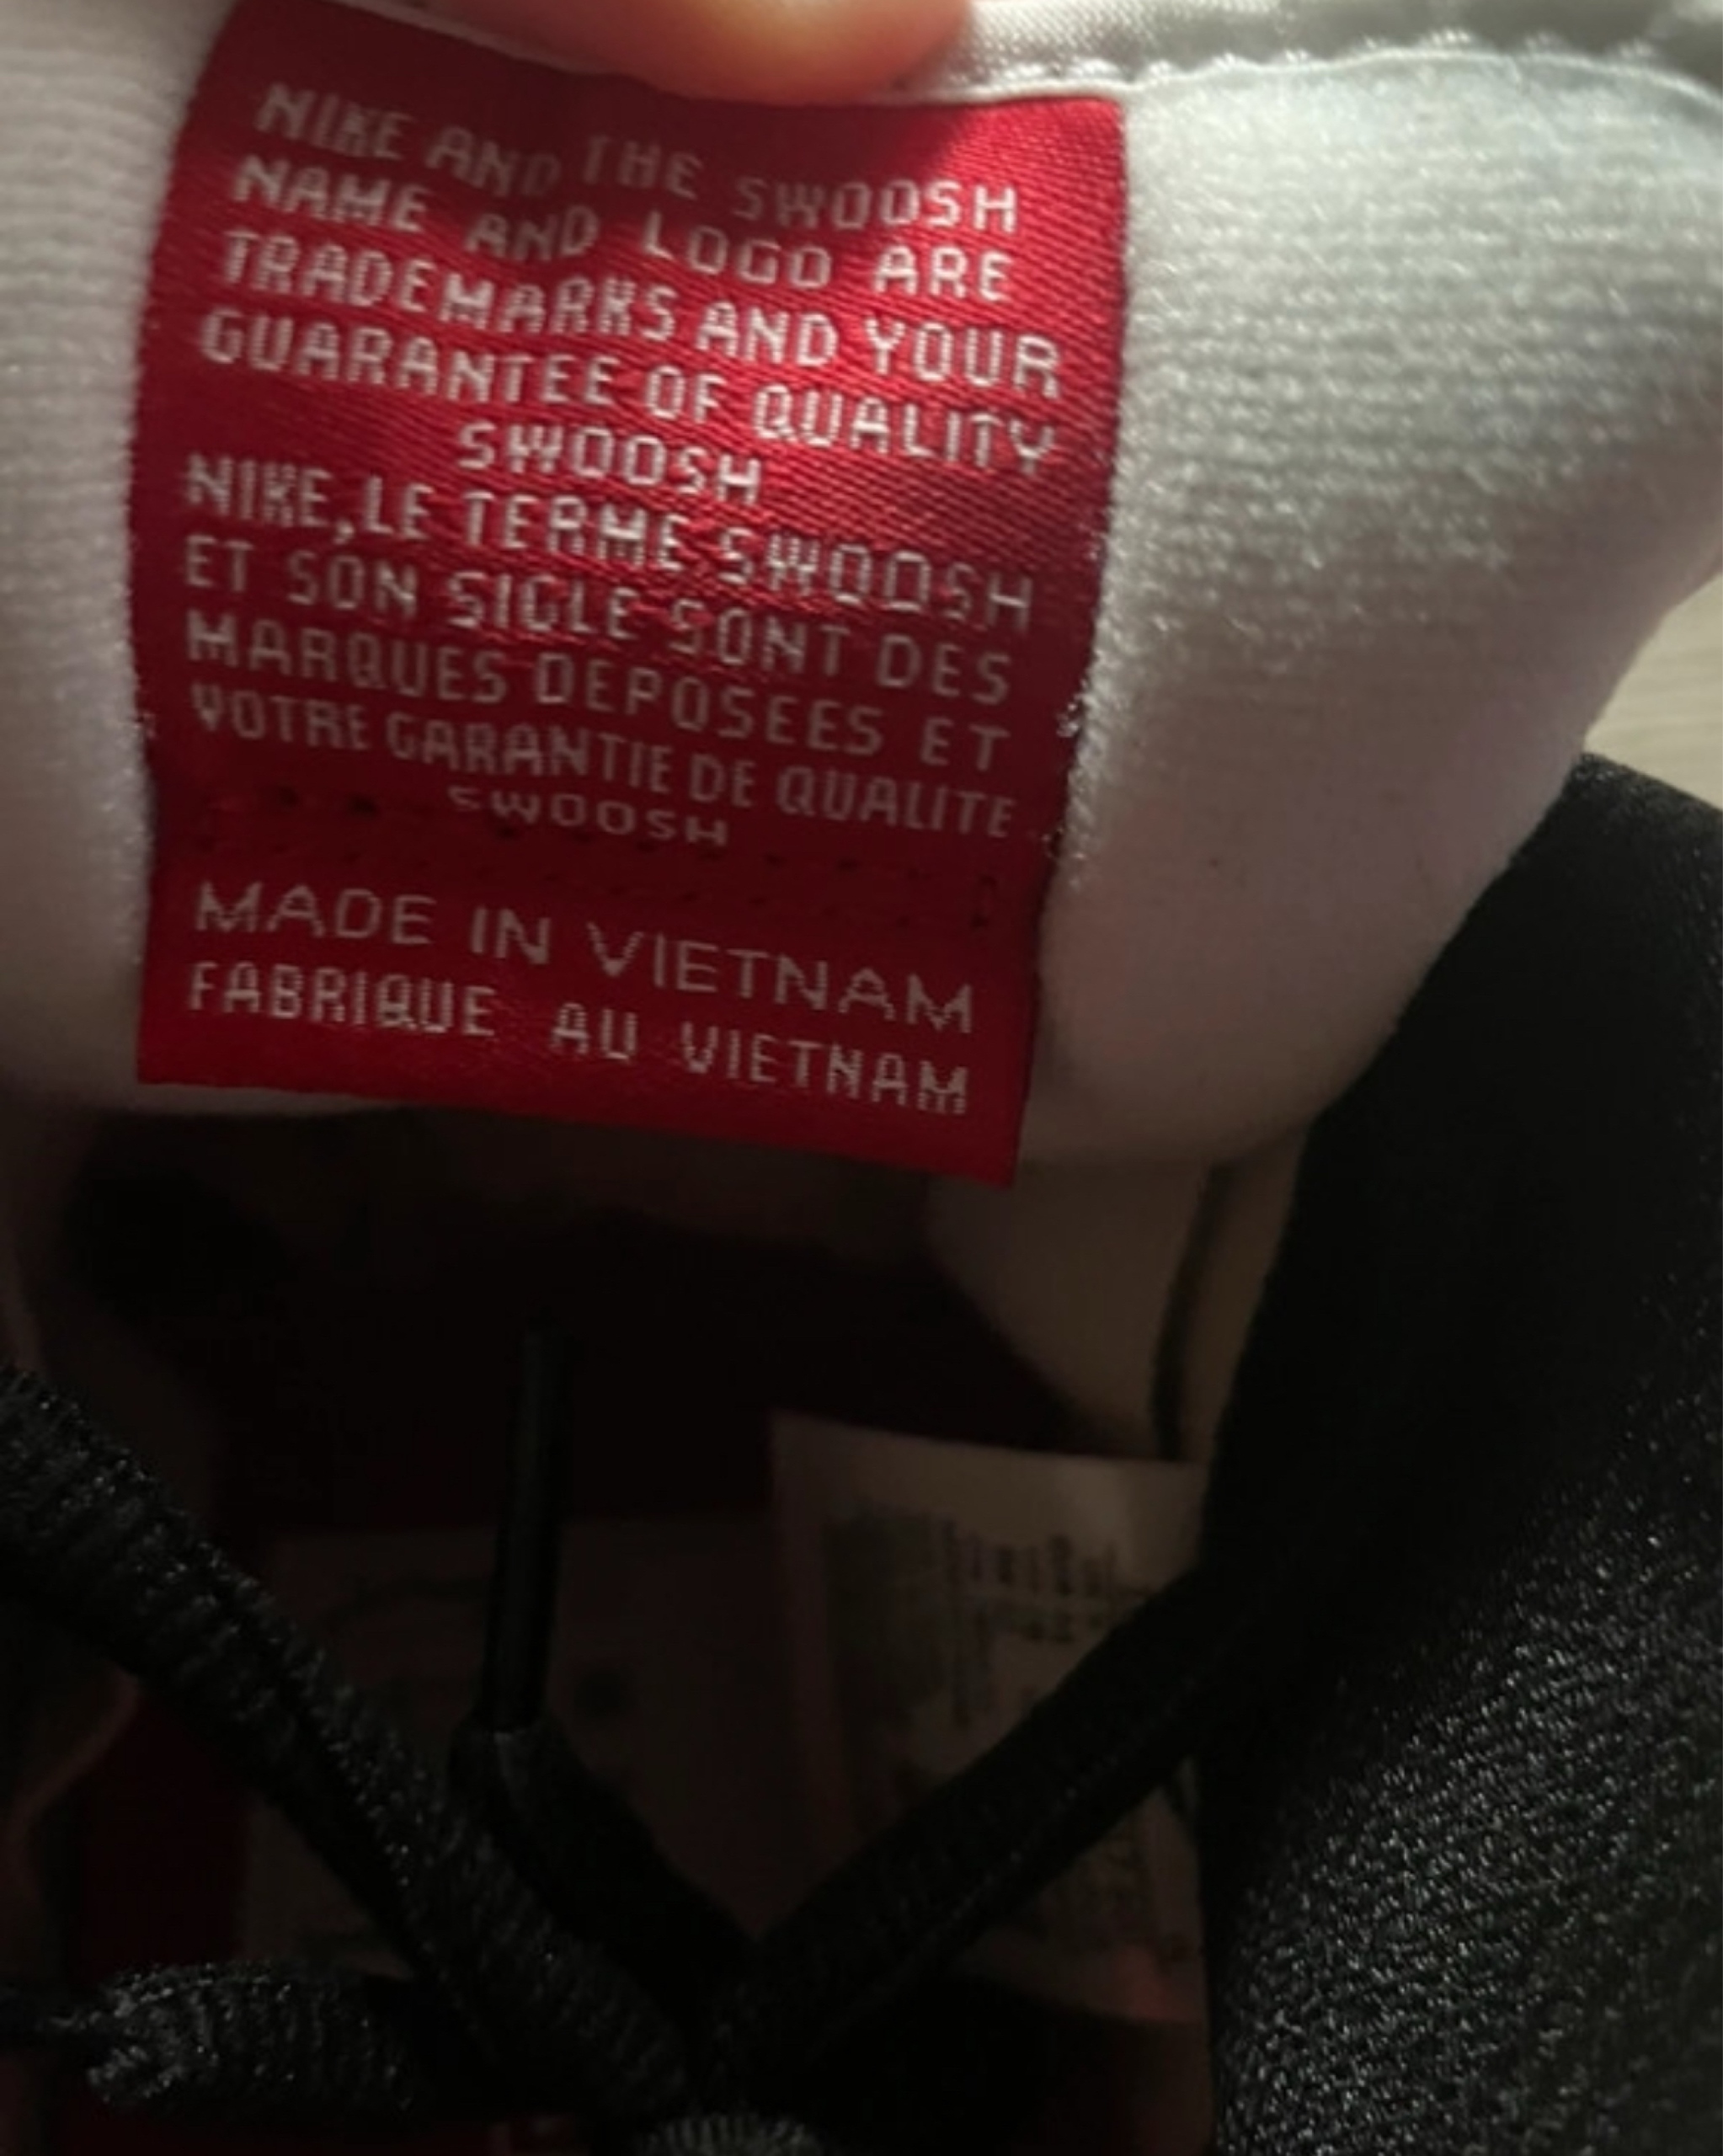 NIKE AND THE SWOOSH
NAME AND LOGO ARE
TRADEMARKS AND YOUR
GUARANTEE OF QUALITY
SWOOSH
NIKE, LE TERME SWOOSH
ET SON SIGLE SONT DES
MARQUES DEPOSEES ET
VOTRE GARANTIE DE QUALITE
SWOOSH
MADE IN VIETNAM
FABRIQUE AU VIETNAM